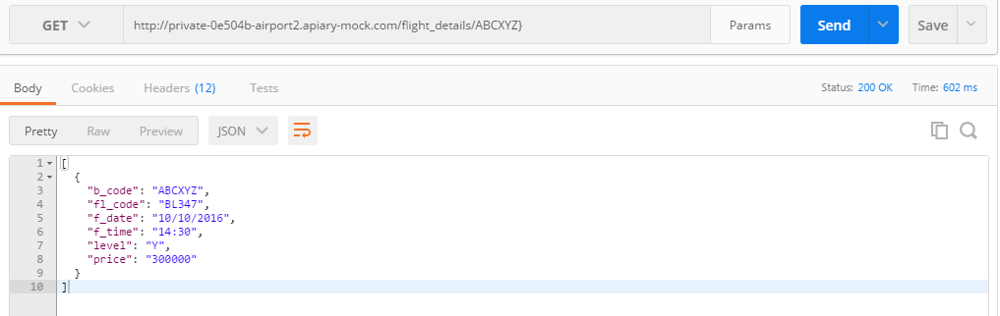 GET http://private-0e504b-airport2.apiary-mock.com/flight_details/ABCXYZ} Params Send Save
Body Cookies Headers (12) Tests Status: 200 OK Time: 602 ms
Pretty Raw Preview JSON
1 [
2 {
3 "b_code": "ABCXYZ",
4 "fl_code": "BL347",
5 "f_date": "10/10/2016",
6 "f_time": "14:30",
7 "level": "Y",
8 "price": "300000"
9 }
10 ]